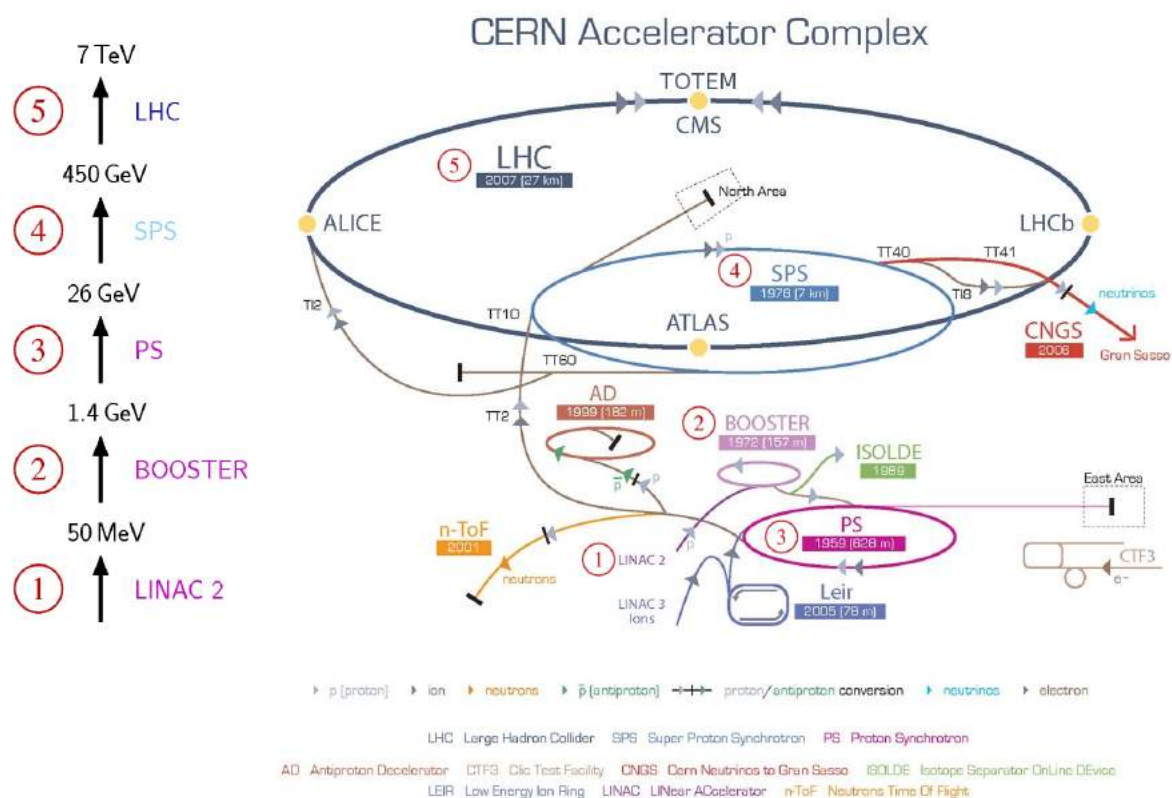 CERN Accelerator Complex
7 TeV
5
LHC
450 GeV
4
SPS
26 GeV
3
PS
1.4 GeV
2
BOOSTER
50 MeV
1
LINAC 2
TOTEM
CMS
5
LHC
2007 (27 km)
North Area
ALICE
LHCb
p
TT40
TT41
4
SPS
1976 (7 km)
TI8
TI2
TT10
neutrinos
ATLAS
CNGS
2006
Gran Sasso
TT60
AD
1999 (182 m)
TT2
2
BOOSTER
1972 (157 m)
ISOLDE
1989
p̄
p
East Area
n-ToF
2001
PS
3
1959 (628 m)
p
1
LINAC 2
neutrons
CTF3
e-
LINAC 3
Ions
Leir
2005 (78 m)
p (proton)
ion
neutrons
p̄ (antiproton)
proton/antiproton conversion
neutrinos
electron
LHC Large Hadron Collider SPS Super Proton Synchrotron PS Proton Synchrotron
AD Antiproton Decelerator CTF3 Clic Test Facility CNGS Cern Neutrinos to Gran Sasso ISOLDE Isotope Separator OnLine DEvice
LEIR Low Energy Ion Ring LINAC LINear ACcelerator n-ToF Neutrons Time Of Flight